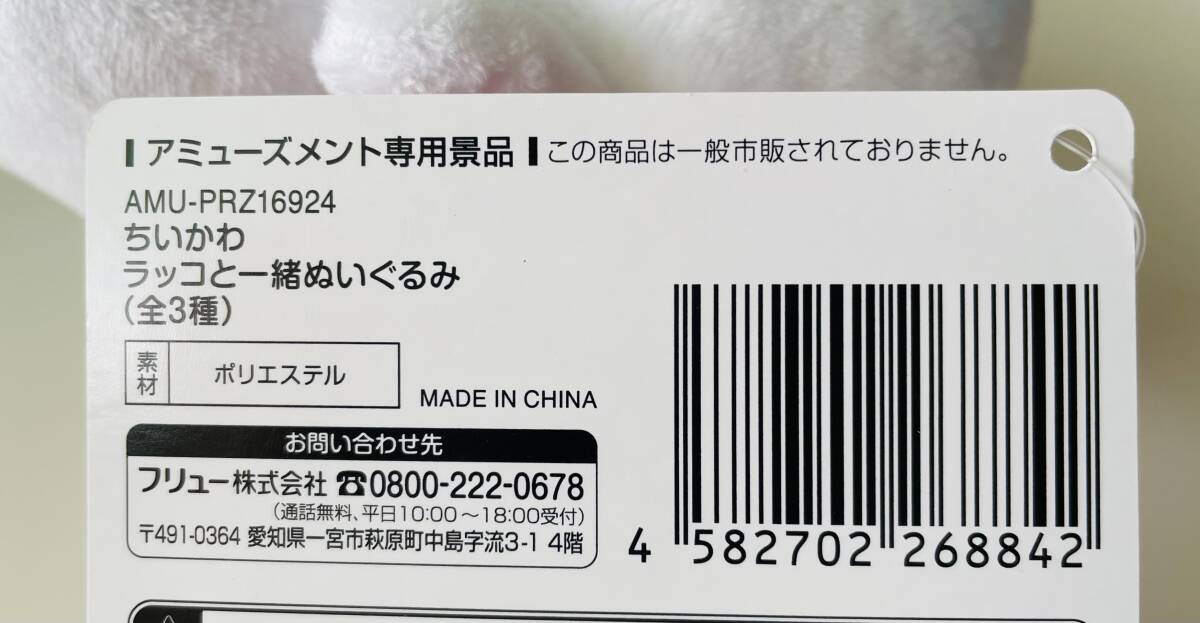 アミューズメント専用景品 この商品は一般市販されておりません。
AMU-PRZ16924
ちいかわ
ラッコと一緒ぬいぐるみ
(全3種)
素材 ポリエステル
MADE IN CHINA
お問い合わせ先
フリュー株式会社 ☎0800-222-0678
(通話無料、平日10:00～18:00受付)
〒491-0364 愛知県一宮市萩原町中島字流3-1 4階
4 582702 268842